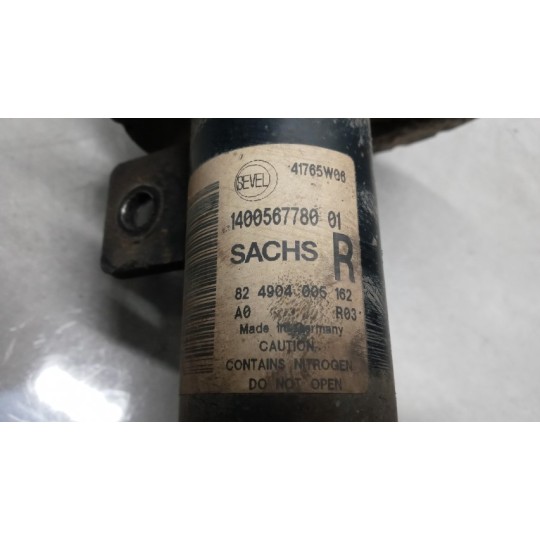 SEVEL
41765W06
1400567780 01
SACHS R
82 4904 005 162
A0 R03
Made in Germany
CAUTION
CONTAINS NITROGEN
DO NOT OPEN